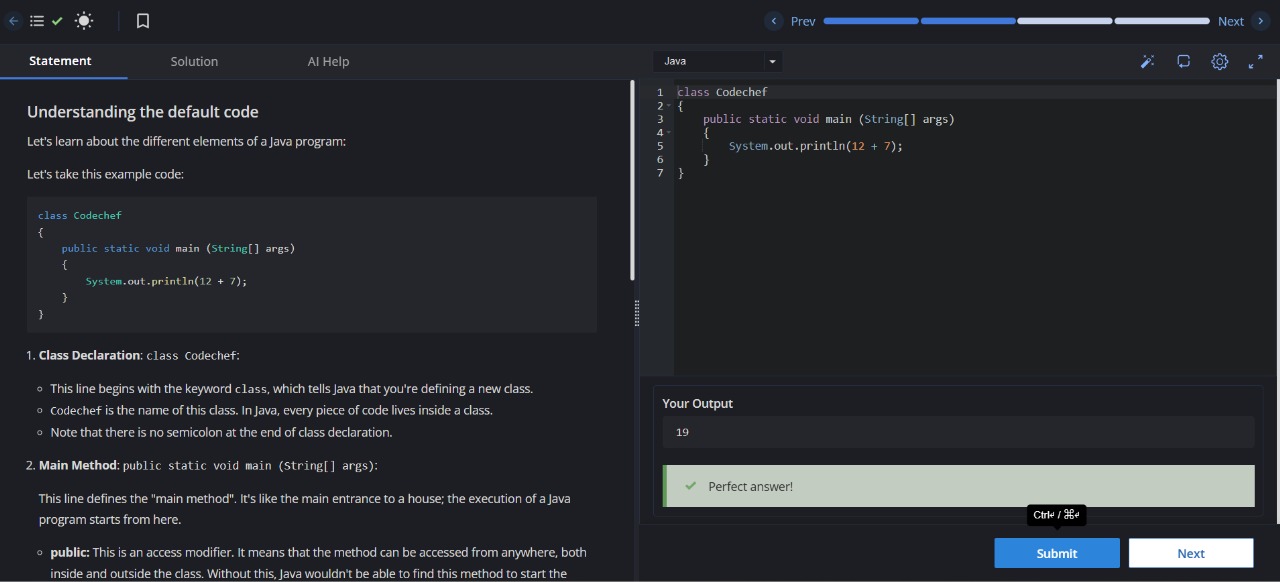 Prev
Next
Statement
Solution
AI Help
Understanding the default code
Let's learn about the different elements of a Java program:
Let's take this example code:
class Codechef
{
    public static void main (String[] args)
    {
        System.out.println(12 + 7);
    }
}
1. Class Declaration: class Codechef:
This line begins with the keyword class, which tells Java that you're defining a new class.
Codechef is the name of this class. In Java, every piece of code lives inside a class.
Note that there is no semicolon at the end of class declaration.
2. Main Method: public static void main (String[] args):
This line defines the "main method". It's like the main entrance to a house; the execution of a Java
program starts from here.
public: This is an access modifier. It means that the method can be accessed from anywhere, both
inside and outside the class. Without this, Java wouldn't be able to find this method to start the
Java
1 class Codechef
2 {
3     public static void main (String[] args)
4     {
5         System.out.println(12 + 7);
6     }
7 }
Your Output
19
Perfect answer!
Ctrl↵ / ⌘↵
Submit
Next